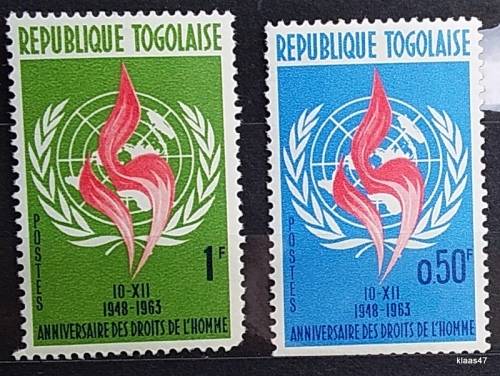 REPUBLIQUE TOGOLAISE
POSTES
1F
10-XII
1948-1963
ANNIVERSAIRE DES DROITS DE L'HOMME
REPUBLIQUE TOGOLAISE
POSTES
0.50F
10-XII
1948-1963
ANNIVERSAIRE DES DROITS DE L'HOMME
klaas47